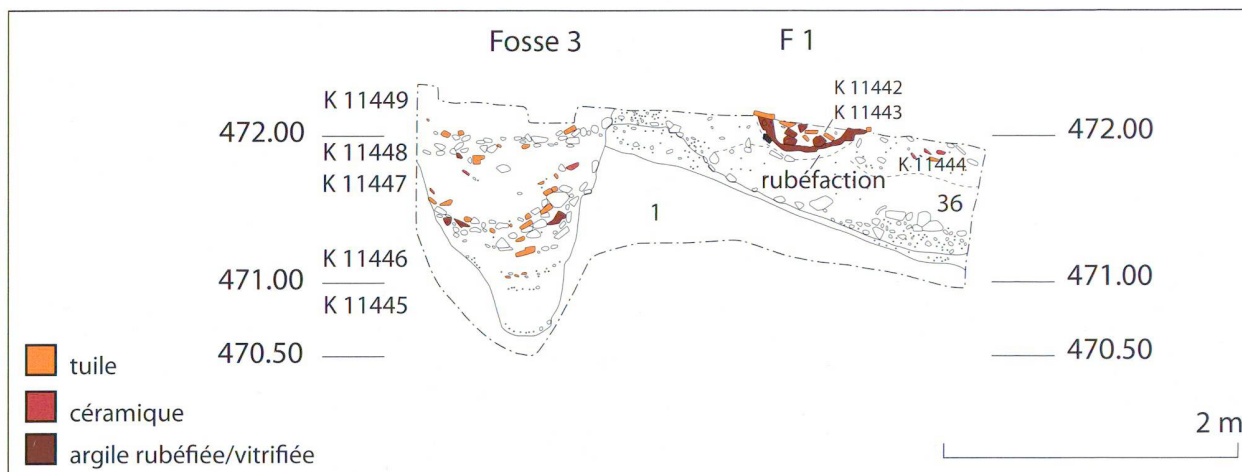 Fosse 3
F 1
K 11449
K 11442
K 11443
472.00
472.00
K 11448
K 11444
K 11447
rubéfaction
36
1
K 11446
471.00
471.00
K 11445
470.50
470.50
tuile
céramique
argile rubéfiée/vitrifiée
2 m